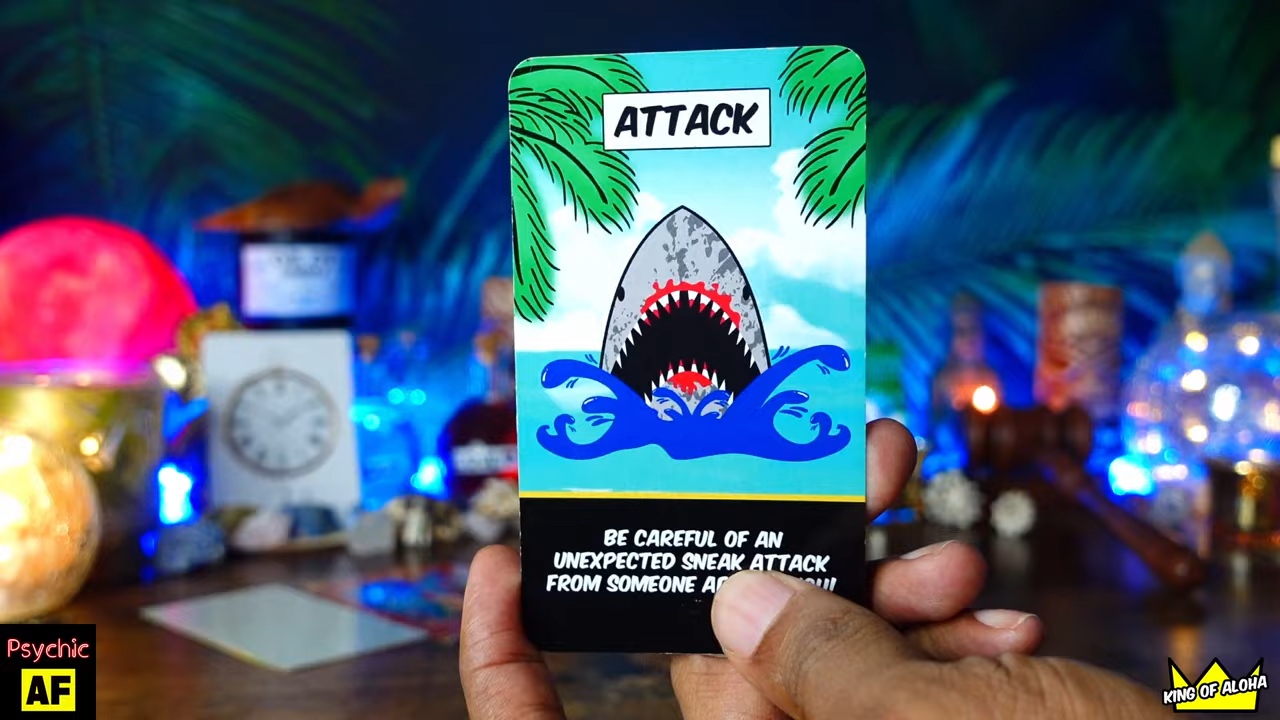 ATTACK
BE CAREFUL OF AN
UNEXPECTED SNEAK ATTACK
FROM SOMEONE
Psychic
AF
KING OF ALOHA